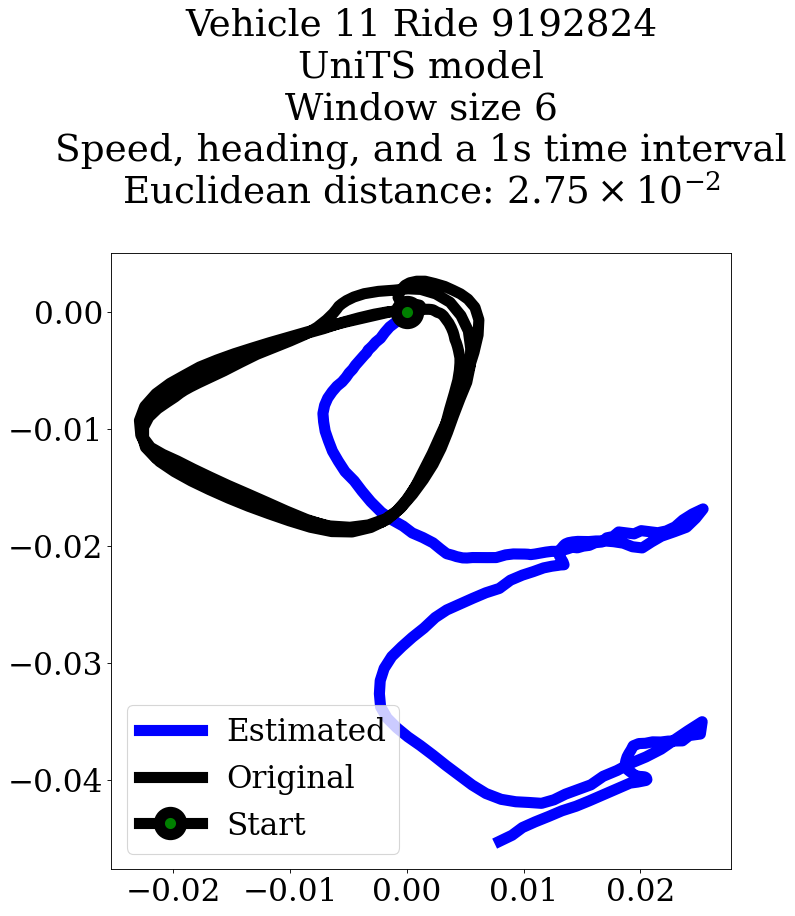 Vehicle 11 Ride 9192824
UniTS model
Window size 6
Speed, heading, and a 1s time interval
Euclidean distance: 2.75 × 10⁻²
0.00
−0.01
−0.02
−0.03
−0.04
Estimated
Original
Start
−0.02 −0.01 0.00 0.01 0.02